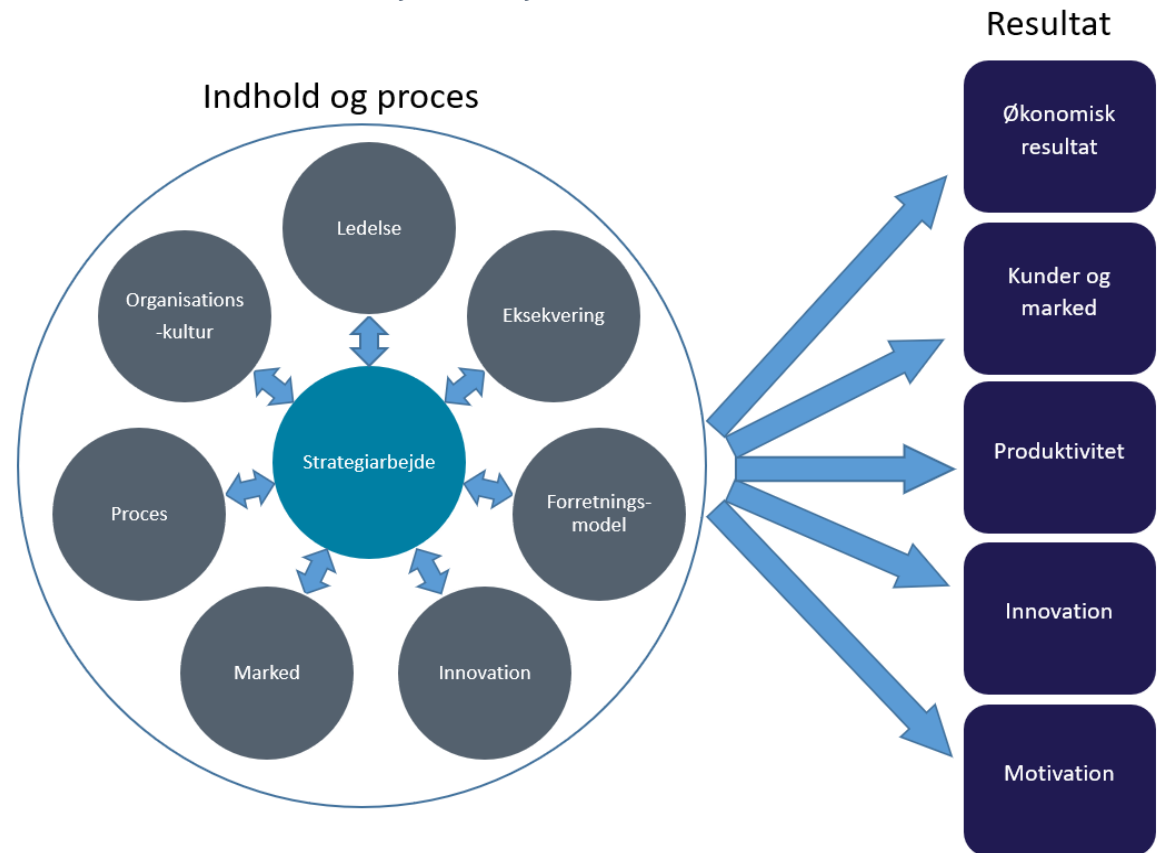 Resultat
Indhold og proces
Ledelse
Organisations
-kultur
Eksekvering
Strategiarbejde
Proces
Forretnings-
model
Marked
Innovation
Økonomisk
resultat
Kunder og
marked
Produktivitet
Innovation
Motivation